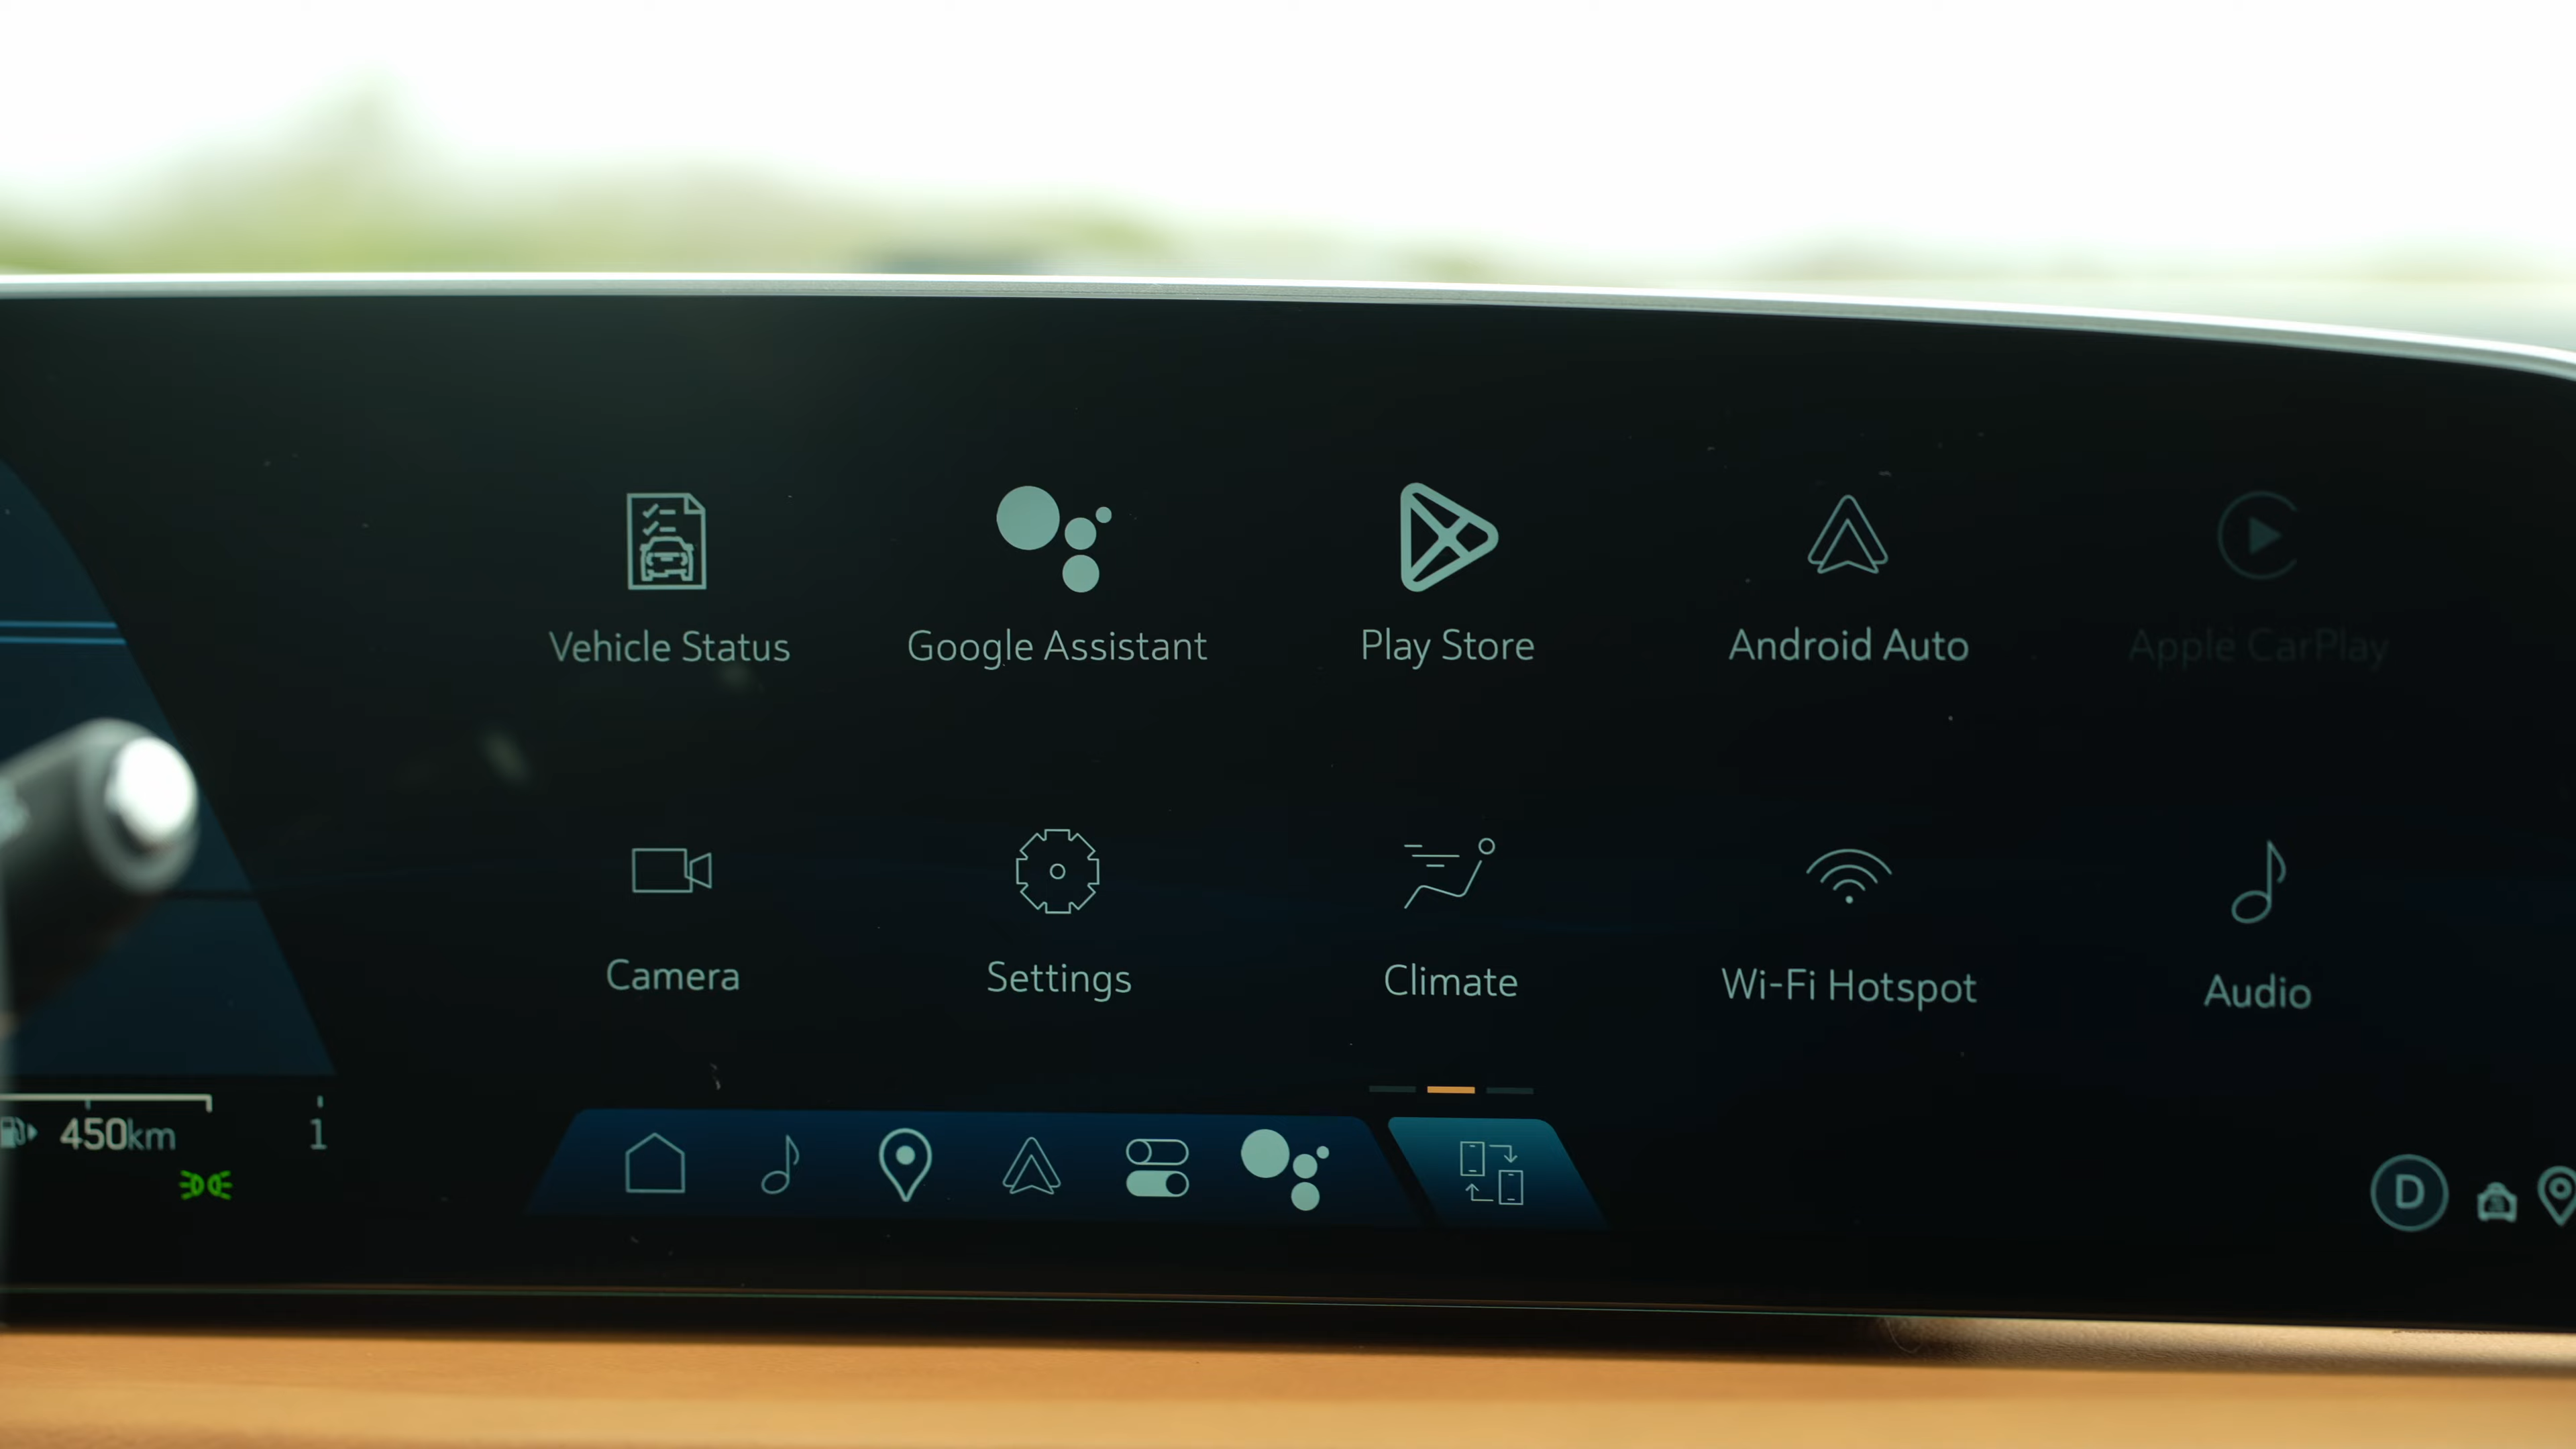 Vehicle Status
Google Assistant
Play Store
Android Auto
Apple CarPlay
Camera
Settings
Climate
Wi-Fi Hotspot
Audio
450km
1
D